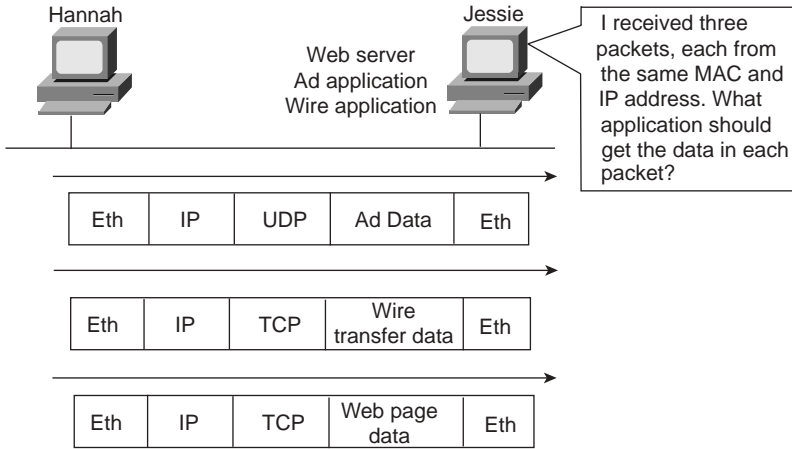 Hannah
Jessie
Web server
Ad application
Wire application
I received three
packets, each from
the same MAC and
IP address. What
application should
get the data in each
packet?
Eth IP UDP Ad Data Eth
Eth IP TCP Wire
transfer data Eth
Eth IP TCP Web page
data Eth